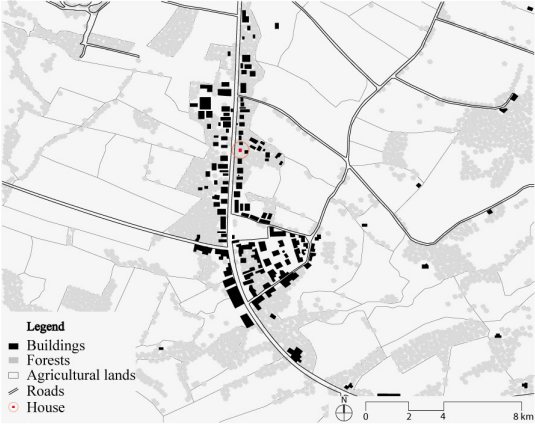 Legend
Buildings
Forests
Agricultural lands
Roads
House
N
0 2 4 8 km